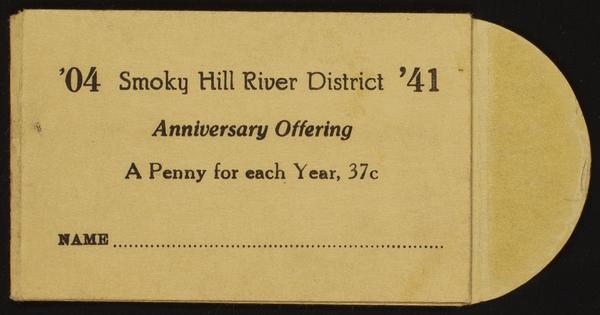 '04 Smoky Hill River District '41
Anniversary Offering
A Penny for each Year, 37c
NAME